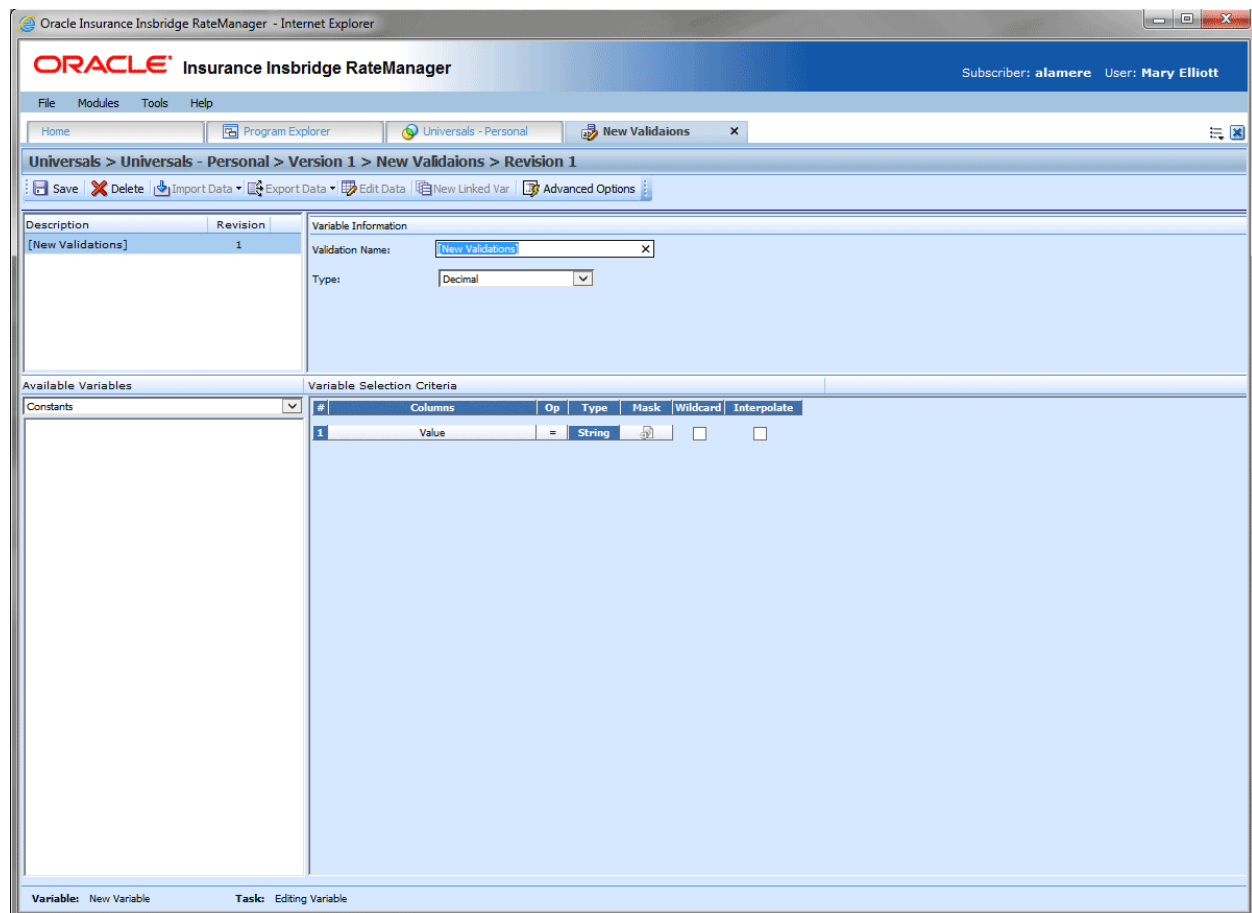 Oracle Insurance Insbridge RateManager - Internet Explorer
ORACLE Insurance Insbridge RateManager
Subscriber: alamere User: Mary Elliott
File Modules Tools Help
Home Program Explorer Universals - Personal New Validaions x
Universals > Universals - Personal > Version 1 > New Validaions > Revision 1
Save Delete Import Data Export Data Edit Data New Linked Var Advanced Options
Description Revision
[New Validations] 1
Variable Information
Validation Name: [New Validations] x
Type: Decimal
Available Variables Variable Selection Criteria
Constants
# Columns Op Type Mask Wildcard Interpolate
1 Value = String
Variable: New Variable Task: Editing Variable